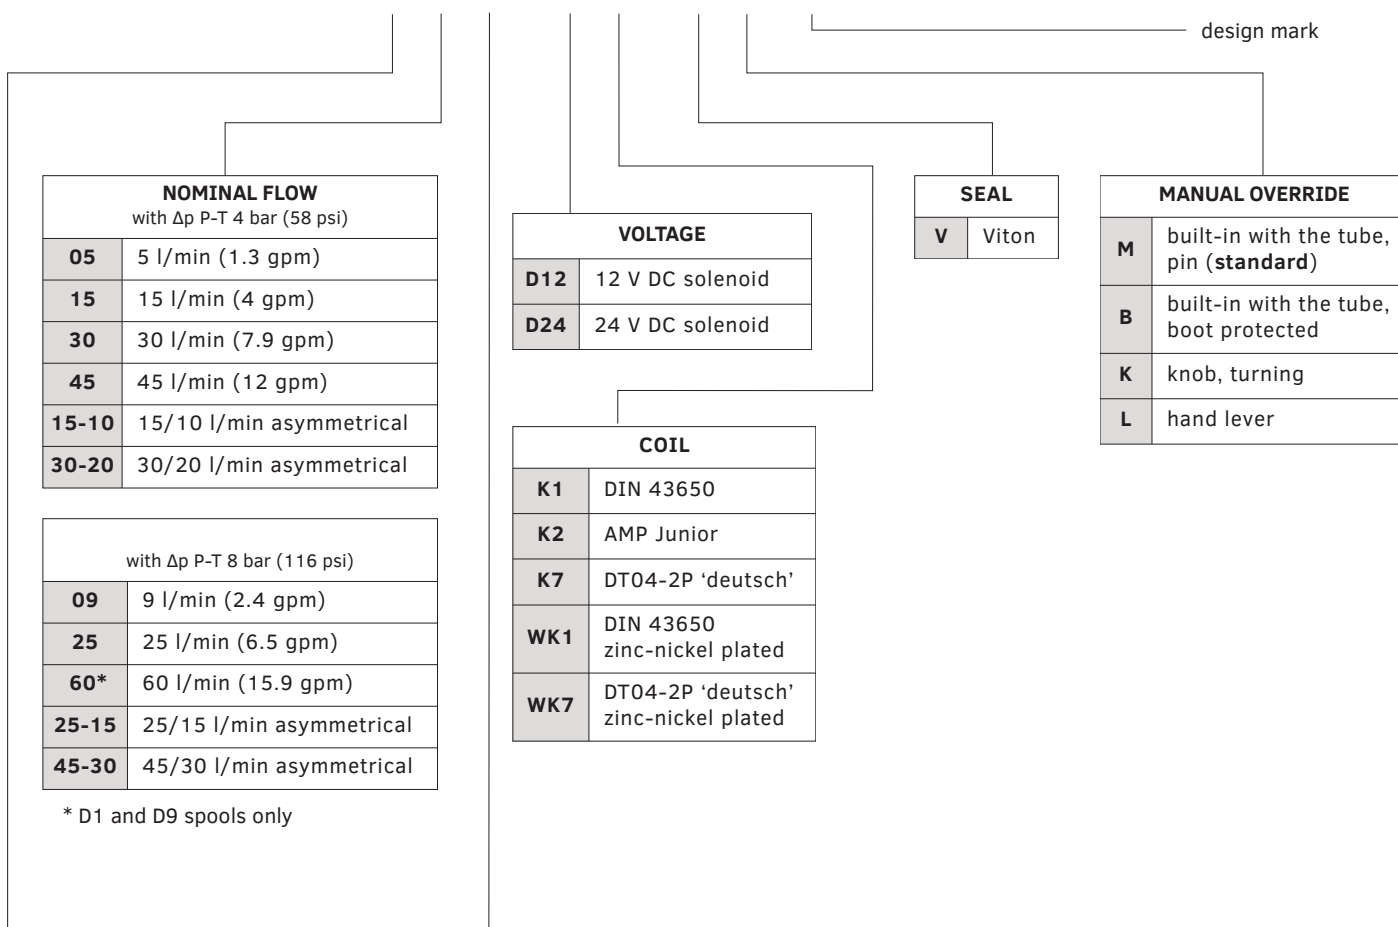 design mark
NOMINAL FLOW
with Δp P-T 4 bar (58 psi)
05 5 l/min (1.3 gpm)
15 15 l/min (4 gpm)
30 30 l/min (7.9 gpm)
45 45 l/min (12 gpm)
15-10 15/10 l/min asymmetrical
30-20 30/20 l/min asymmetrical
with Δp P-T 8 bar (116 psi)
09 9 l/min (2.4 gpm)
25 25 l/min (6.5 gpm)
60* 60 l/min (15.9 gpm)
25-15 25/15 l/min asymmetrical
45-30 45/30 l/min asymmetrical
* D1 and D9 spools only
VOLTAGE
D12 12 V DC solenoid
D24 24 V DC solenoid
COIL
K1 DIN 43650
K2 AMP Junior
K7 DT04-2P ‘deutsch’
WK1 DIN 43650
zinc-nickel plated
WK7 DT04-2P ‘deutsch’
zinc-nickel plated
SEAL
V Viton
MANUAL OVERRIDE
M built-in with the tube,
pin (standard)
B built-in with the tube,
boot protected
K knob, turning
L hand lever